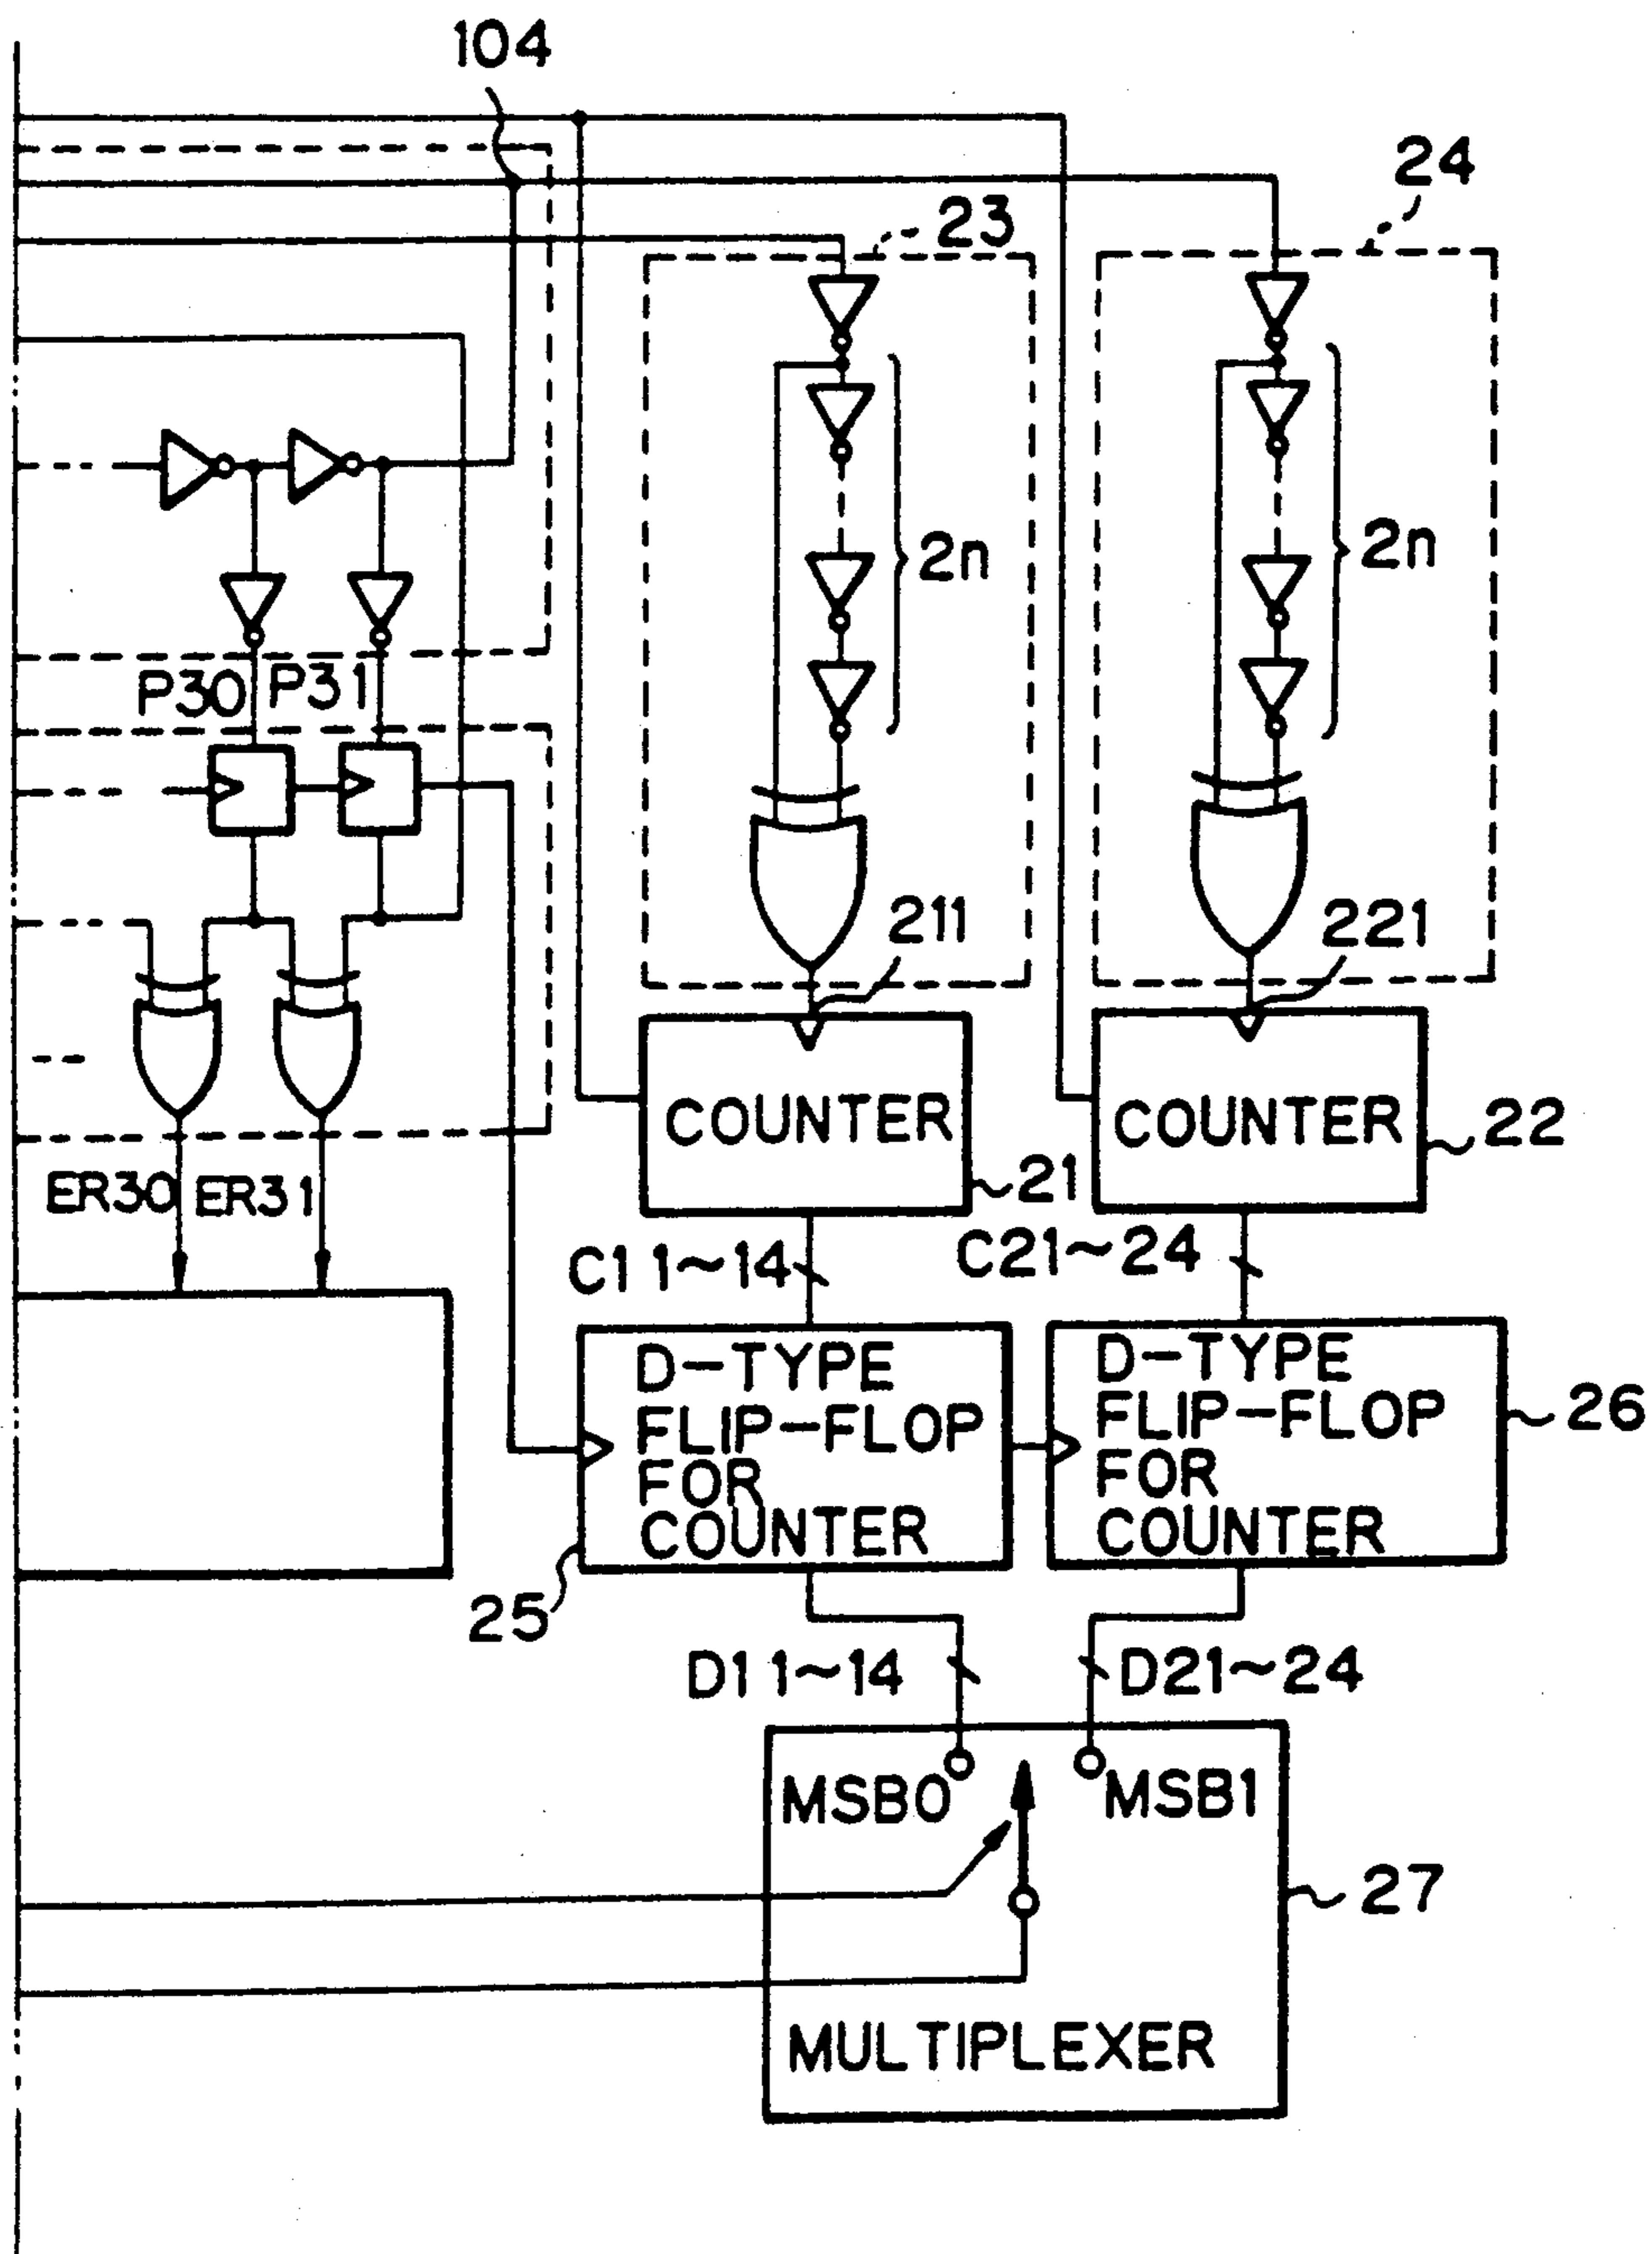 104
24
23
2n
2n
P30
P31
211
221
COUNTER
COUNTER
22
21
ER30
ER31
C11~14
C21~24
D-TYPE
FLIP-FLOP
FOR
COUNTER
D-TYPE
FLIP-FLOP
FOR
COUNTER
26
25
D11~14
D21~24
MSB0
MSB1
27
MULTIPLEXER